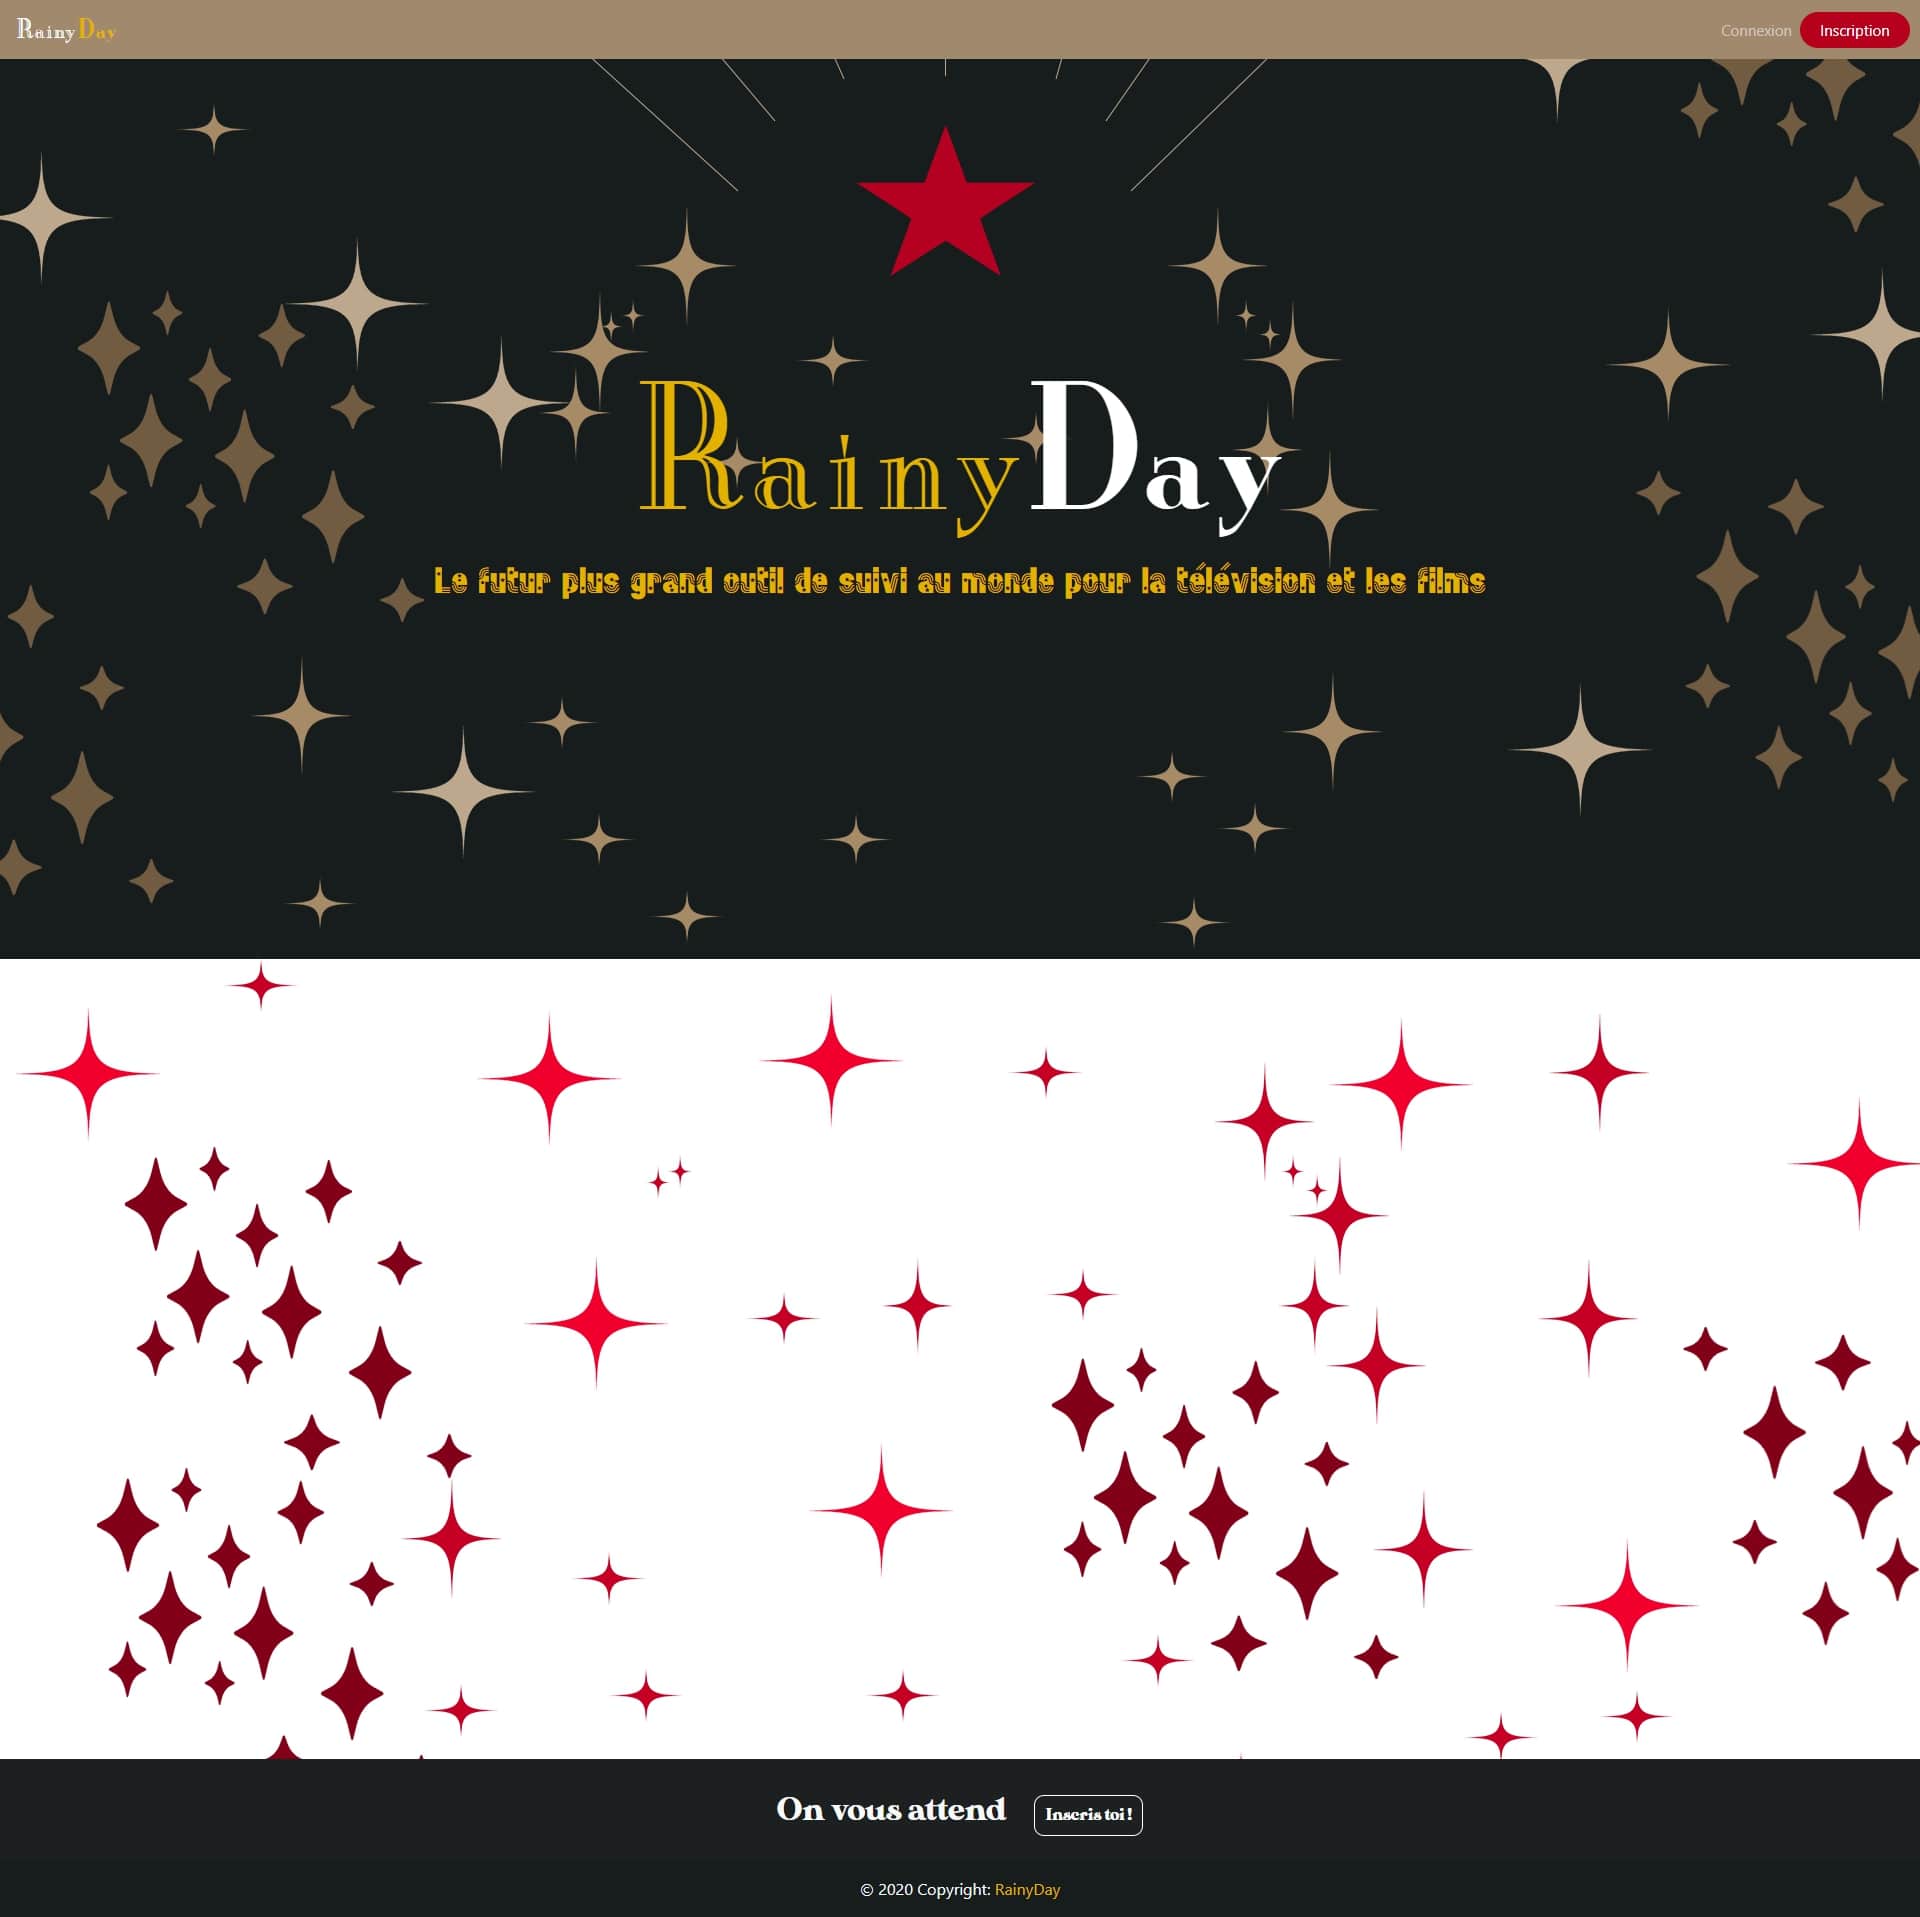 RainyDay
Connexion
Inscription
RainyDay
Le futur plus grand outil de suivi au monde pour la télévision et les films
On vous attend
Inscris toi !
© 2020 Copyright: RainyDay